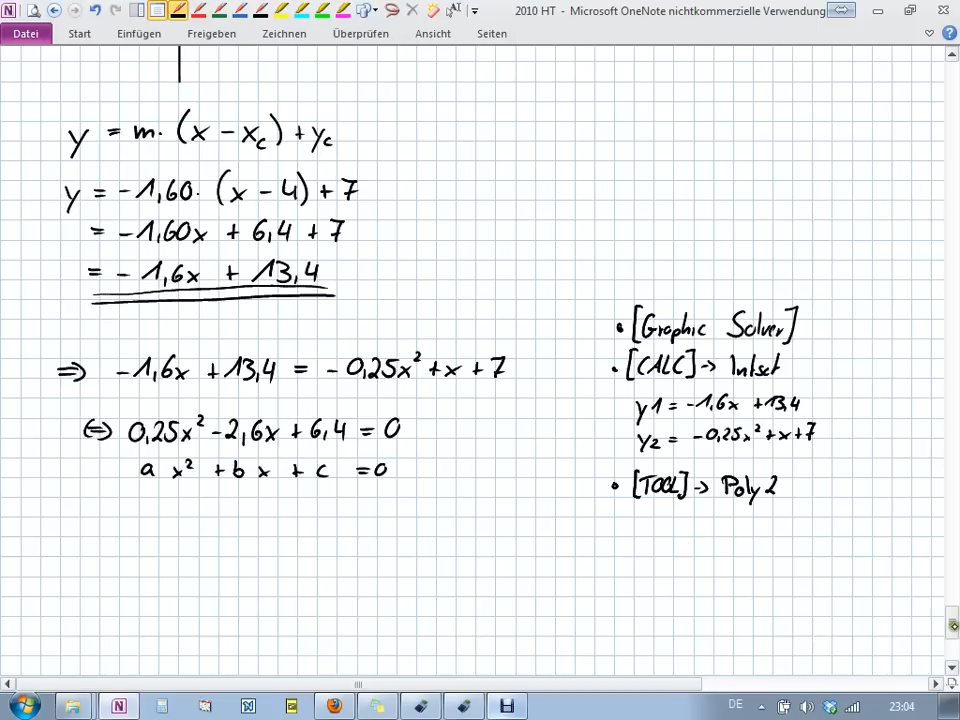 2010 HT - Microsoft OneNote nichtkommerzielle Verwendung
Datei Start Einfügen Freigeben Zeichnen Überprüfen Ansicht Seiten
y = m · (x - x_c) + y_c
y = -1,60 · (x - 4) + 7
= -1,60x + 6,4 + 7
= -1,6x + 13,4
⇒ -1,6x + 13,4 = -0,25x² + x + 7
⇔ 0,25x² - 2,6x + 6,4 = 0
a x² + b x + c = 0
• [Graphic Solver]
• [CALC] → Intsct
y1 = -1,6x + 13,4
y2 = -0,25x² + x + 7
• [TOOL] → Poly 2
DE 23:04